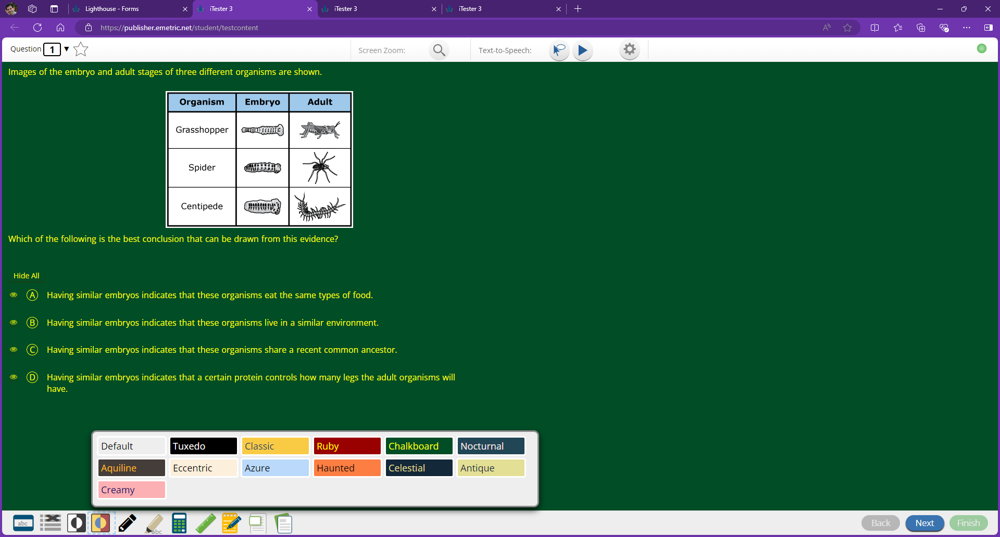 Lighthouse - Forms
iTester 3
iTester 3
iTester 3
https://publisher.emetric.net/student/testcontent
Question 1
Screen Zoom:
Text-to-Speech:
Images of the embryo and adult stages of three different organisms are shown.
Organism Embryo Adult
Grasshopper
Spider
Centipede
Which of the following is the best conclusion that can be drawn from this evidence?
Hide All
A Having similar embryos indicates that these organisms eat the same types of food.
B Having similar embryos indicates that these organisms live in a similar environment.
C Having similar embryos indicates that these organisms share a recent common ancestor.
D Having similar embryos indicates that a certain protein controls how many legs the adult organisms will
have.
Default Tuxedo Classic Ruby Chalkboard Nocturnal
Aquiline Eccentric Azure Haunted Celestial Antique
Creamy
abc
abc
Back Next Finish